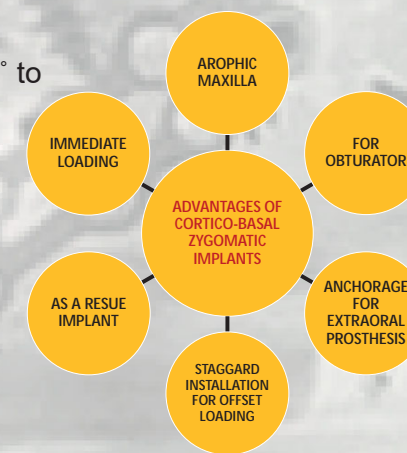 ° to
AROPHIC
MAXILLA
IMMEDIATE
LOADING
FOR
OBTURATOR
ADVANTAGES OF
CORTICO-BASAL
ZYGOMATIC
IMPLANTS
AS A RESUE
IMPLANT
ANCHORAGE
FOR
EXTRAORAL
PROSTHESIS
STAGGARD
INSTALLATION
FOR OFFSET
LOADING